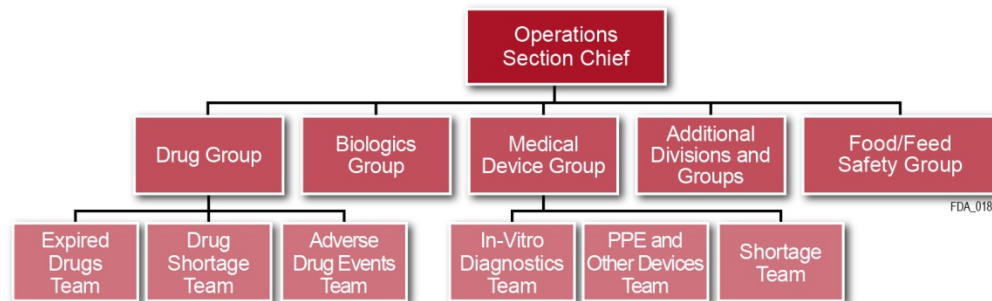 Operations
Section Chief
Drug Group
Biologics
Group
Medical
Device Group
Additional
Divisions and
Groups
Food/Feed
Safety Group
FDA_018
Expired
Drugs
Team
Drug
Shortage
Team
Adverse
Drug Events
Team
In-Vitro
Diagnostics
Team
PPE and
Other Devices
Team
Shortage
Team